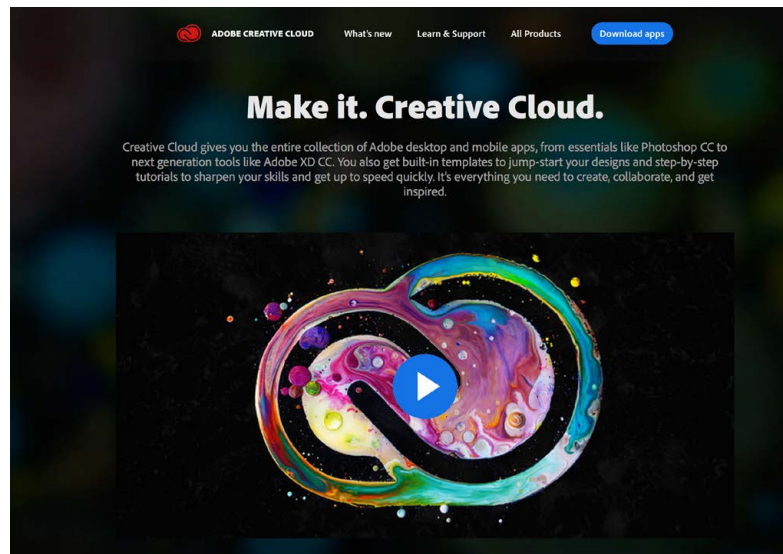 ADOBE CREATIVE CLOUD What's new Learn & Support All Products Download apps
Make it. Creative Cloud.
Creative Cloud gives you the entire collection of Adobe desktop and mobile apps, from essentials like Photoshop CC to
next generation tools like Adobe XD CC. You also get built-in templates to jump-start your designs and step-by-step
tutorials to sharpen your skills and get up to speed quickly. It's everything you need to create, collaborate, and get
inspired.